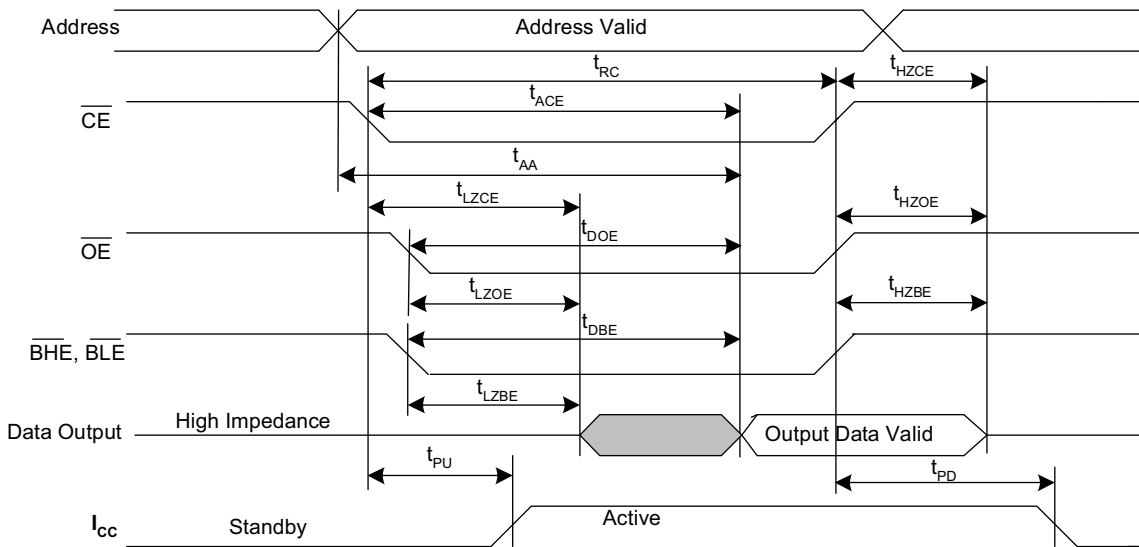 Address
Address Valid
tRC
tHZCE
tACE
CE
tAA
tLZCE
tHZOE
OE
tDOE
tLZOE
tHZBE
tDBE
BHE, BLE
tLZBE
Data Output
High Impedance
Output Data Valid
tPU
tPD
ICC
Standby
Active